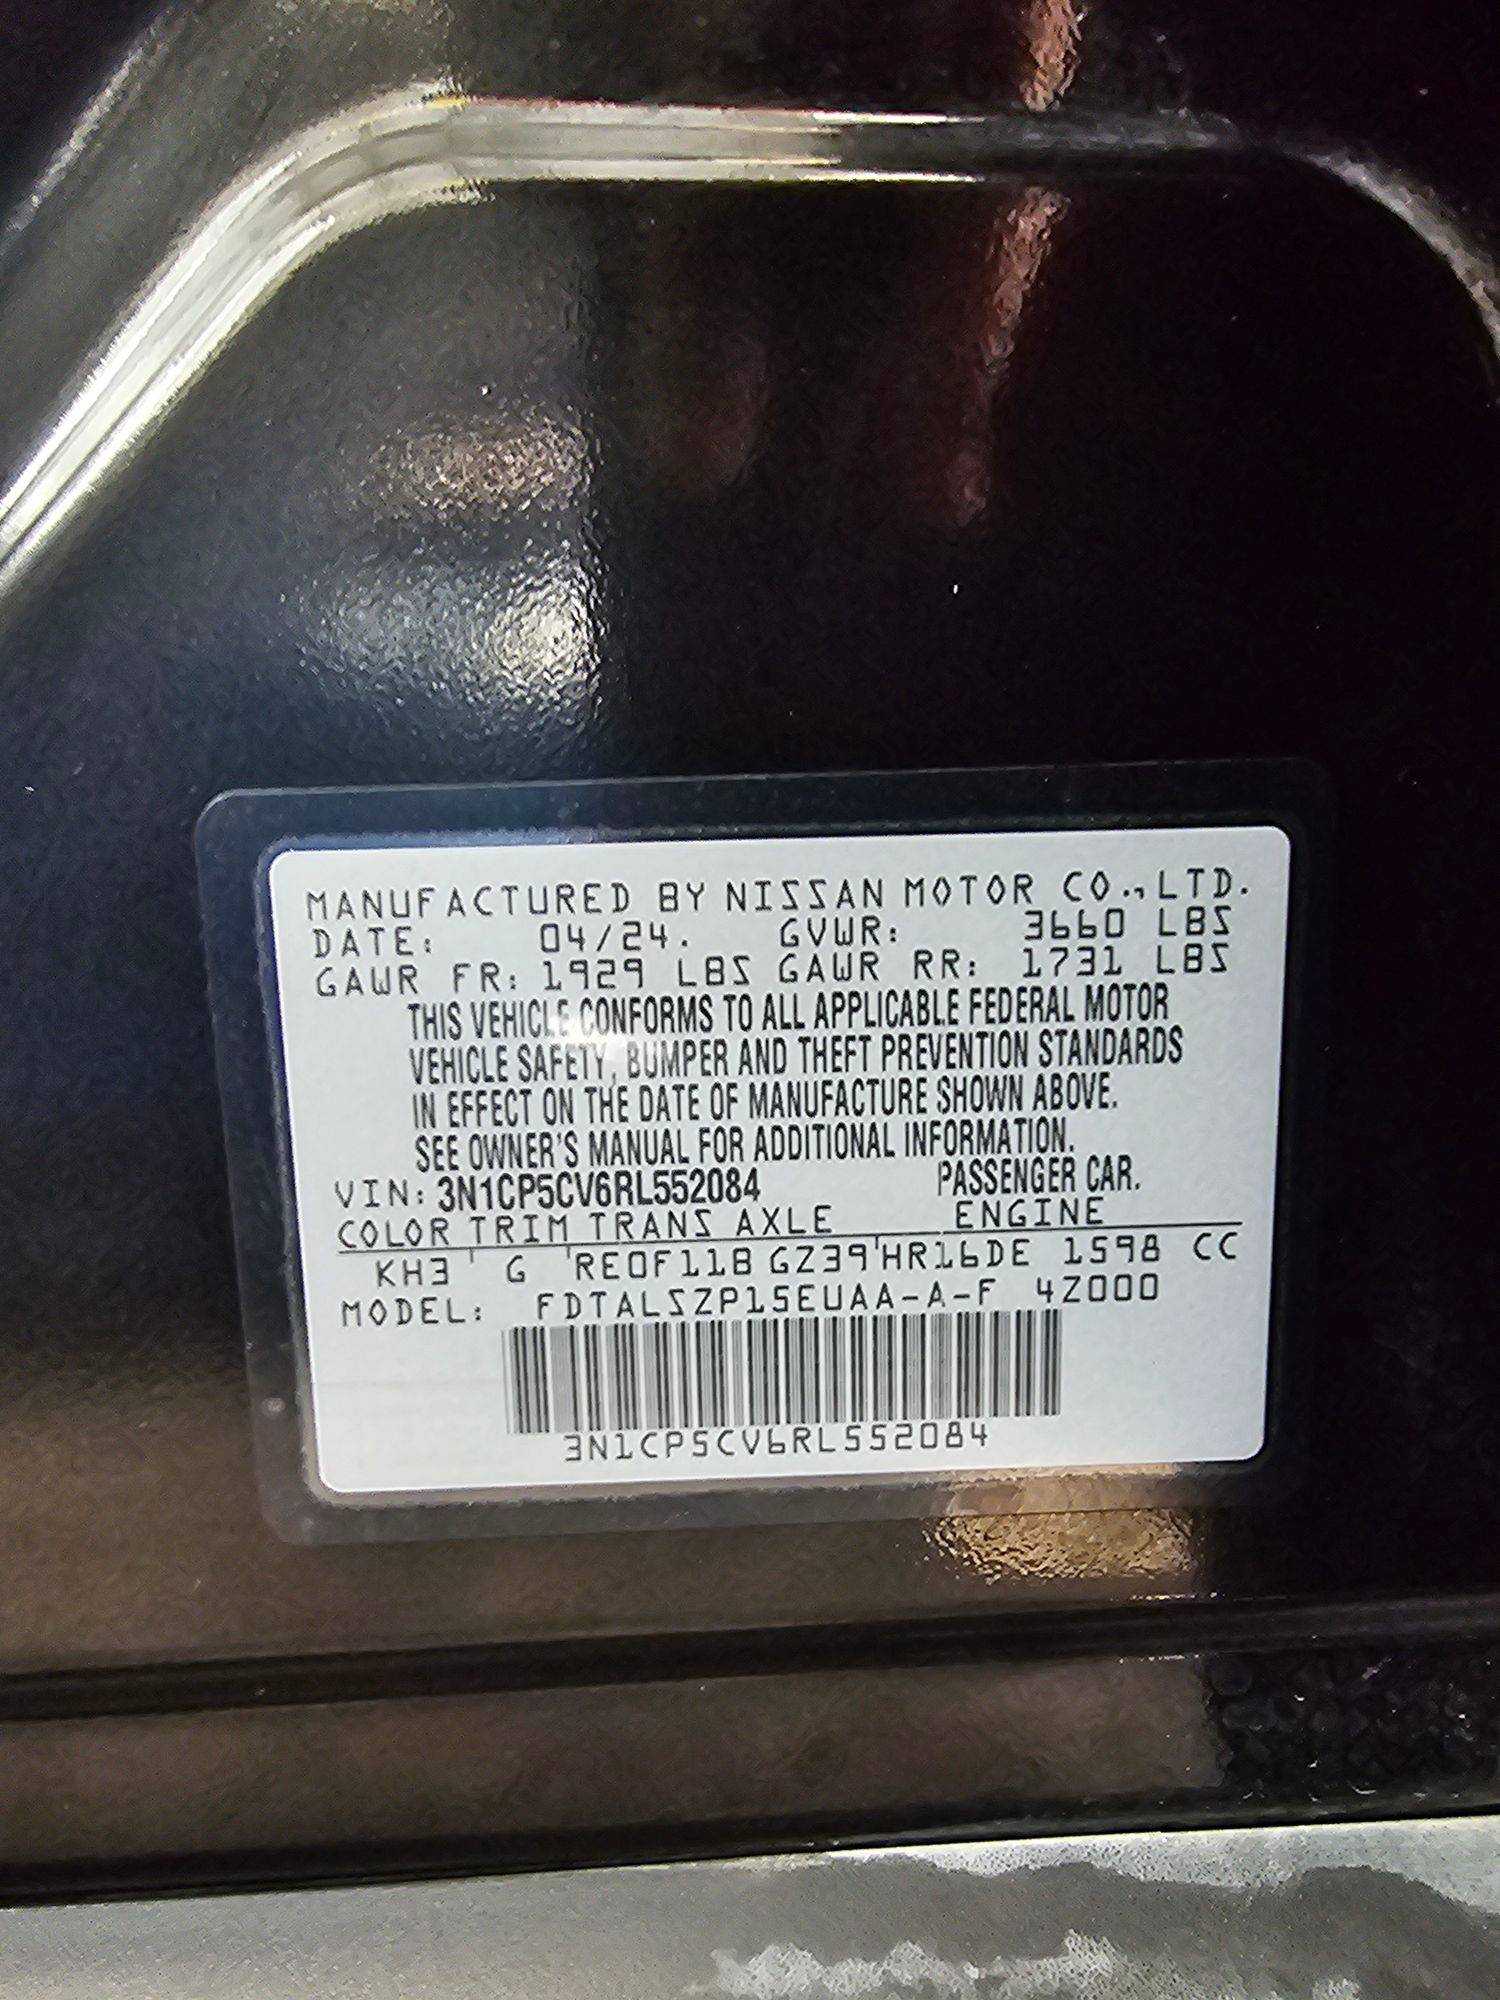 MANUFACTURED BY NISSAN MOTOR CO.,LTD.
DATE: 04/24. GVWR: 3660 LBS
GAWR FR: 1929 LBS GAWR RR: 1731 LBS
THIS VEHICLE CONFORMS TO ALL APPLICABLE FEDERAL MOTOR
VEHICLE SAFETY, BUMPER AND THEFT PREVENTION STANDARDS
IN EFFECT ON THE DATE OF MANUFACTURE SHOWN ABOVE.
SEE OWNER'S MANUAL FOR ADDITIONAL INFORMATION.
VIN: 3N1CP5CV6RL552084 PASSENGER CAR.
COLOR TRIM TRANS AXLE ENGINE
KH3 ' G 'RE0F11B GZ39'HR16DE 1598 CC
MODEL: FDTALSZP15EUAA-A-F 4Z000
3N1CP5CV6RL552084